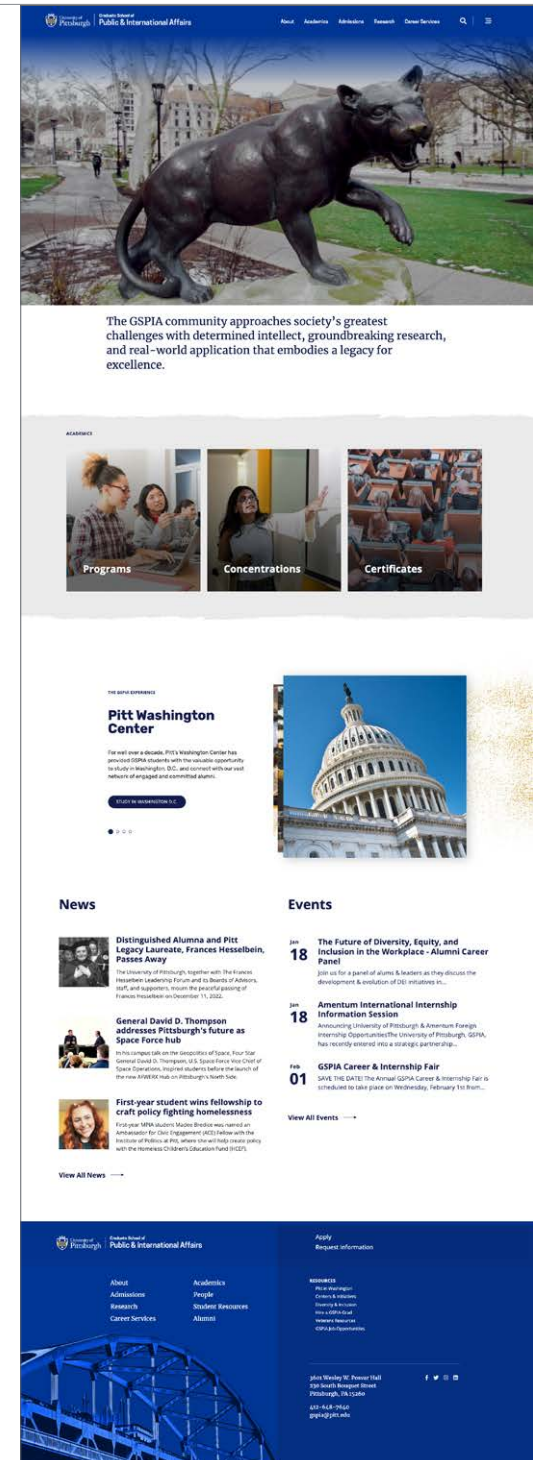 University of
Pittsburgh
Graduate School of
Public & International Affairs
About Academics Admissions Research Career Services
The GSPIA community approaches society’s greatest
challenges with determined intellect, groundbreaking research,
and real-world application that embodies a legacy for
excellence.
ACADEMICS
Programs
Concentrations
Certificates
THE GSPIA EXPERIENCE
Pitt Washington
Center
For well over a decade, Pitt's Washington Center has
provided GSPIA students with the valuable opportunity
to study in Washington, D.C., and connect with our vast
network of engaged and committed alumni.
STUDY IN WASHINGTON D.C.
News
Distinguished Alumna and Pitt
Legacy Laureate, Frances Hesselbein,
Passes Away
The University of Pittsburgh, together with The Frances
Hesselbein Leadership Forum and its Boards of Advisors,
staff, and supporters, mourn the peaceful passing of
Frances Hesselbein on December 11, 2022.
General David D. Thompson
addresses Pittsburgh's future as
Space Force hub
In his campus talk on the Geopolitics of Space, Four Star
General David D. Thompson, U.S. Space Force Vice Chief of
Space Operations, inspired students before the launch of
the new AFWERX Hub on Pittsburgh's North Side.
First-year student wins fellowship to
craft policy fighting homelessness
First-year MPIA student Madee Bredice was named an
Ambassador for Civic Engagement (ACE) Fellow with the
Institute of Politics at Pitt, where she will help create policy
with the Homeless Children's Education Fund (HCEF).
View All News
Events
Jan
18
The Future of Diversity, Equity, and
Inclusion in the Workplace - Alumni Career
Panel
Join us for a panel of alums & leaders as they discuss the
development & evolution of DEI initiatives in...
Jan
18
Amentum International Internship
Information Session
Announcing University of Pittsburgh & Amentum Foreign
Internship OpportunitiesThe University of Pittsburgh, GSPIA,
has recently entered into a strategic partnership...
Feb
01
GSPIA Career & Internship Fair
SAVE THE DATE! The Annual GSPIA Career & Internship Fair is
scheduled to take place on Wednesday, February 1st from...
View All Events
University of
Pittsburgh
Graduate School of
Public & International Affairs
About
Admissions
Research
Career Services
Academics
People
Student Resources
Alumni
Apply
Request Information
RESOURCES
Pitt in Washington
Centers & Initiatives
Diversity & Inclusion
Hire a GSPIA Grad
Veterans Resources
GSPIA Job Opportunities
3601 Wesley W. Posvar Hall
230 South Bouquet Street
Pittsburgh, PA 15260
412-648-7640
gspia@pitt.edu